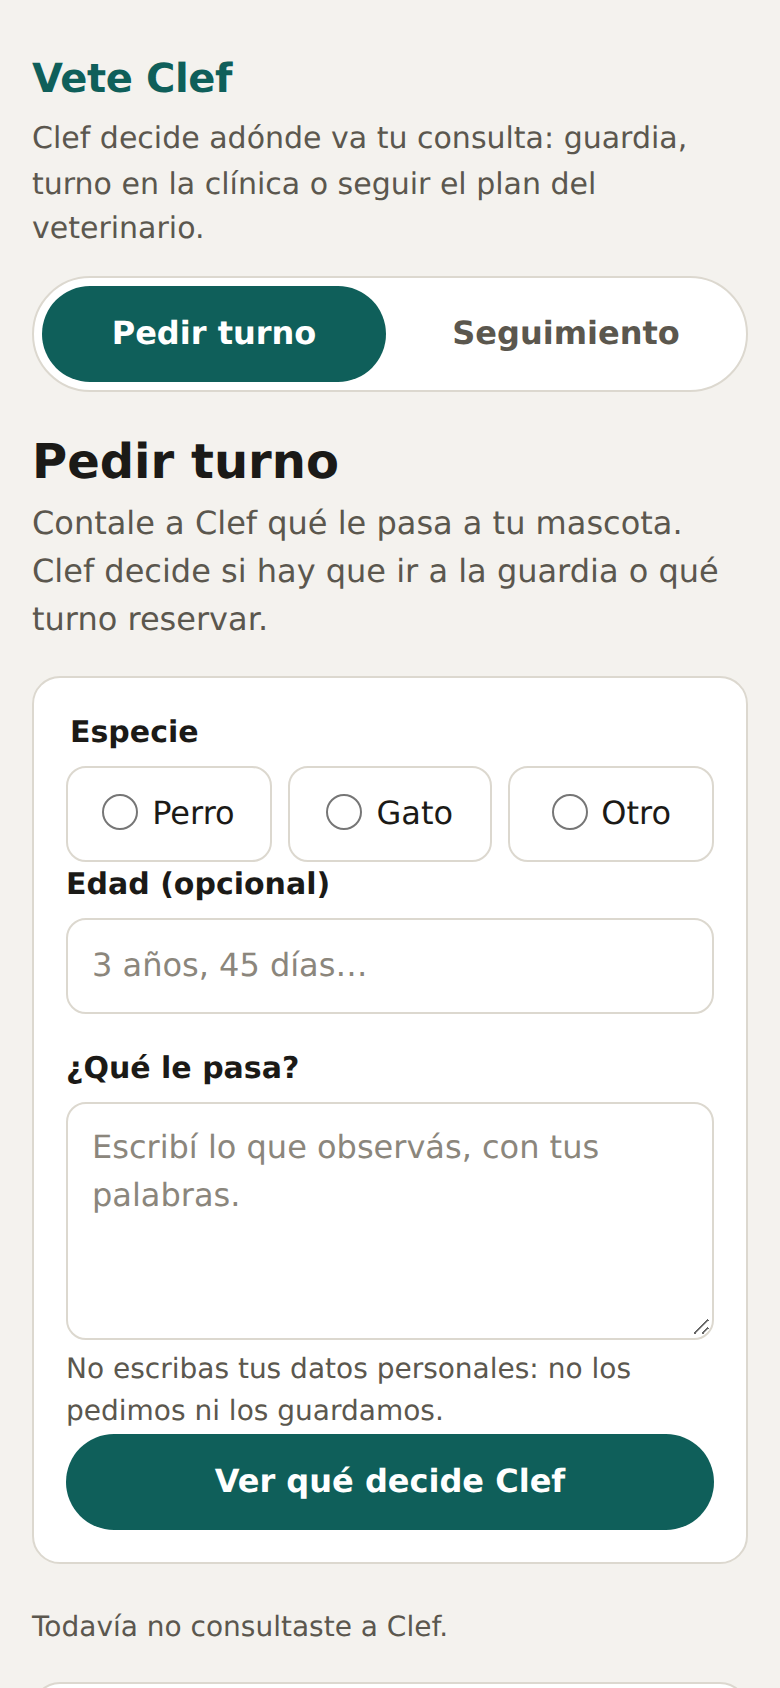 Vete Clef
Clef decide adónde va tu consulta: guardia,
turno en la clínica o seguir el plan del
veterinario.
Pedir turno
Seguimiento
Pedir turno
Contale a Clef qué le pasa a tu mascota.
Clef decide si hay que ir a la guardia o qué
turno reservar.
Especie
Perro
Gato
Otro
Edad (opcional)
3 años, 45 días…
¿Qué le pasa?
Escribí lo que observás, con tus
palabras.
No escribas tus datos personales: no los
pedimos ni los guardamos.
Ver qué decide Clef
Todavía no consultaste a Clef.